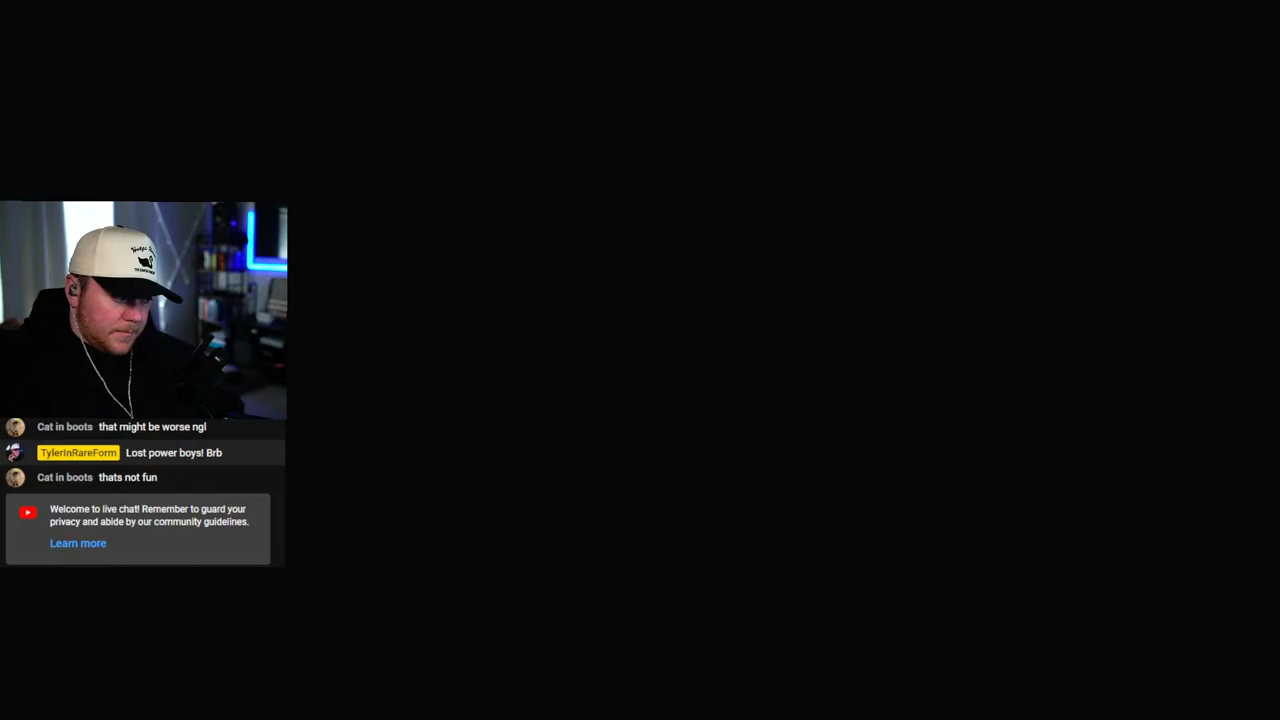 Cat in boots that might be worse ngl
TylerInRareForm Lost power boys! Brb
Cat in boots thats not fun
Welcome to live chat! Remember to guard your
privacy and abide by our community guidelines.
Learn more